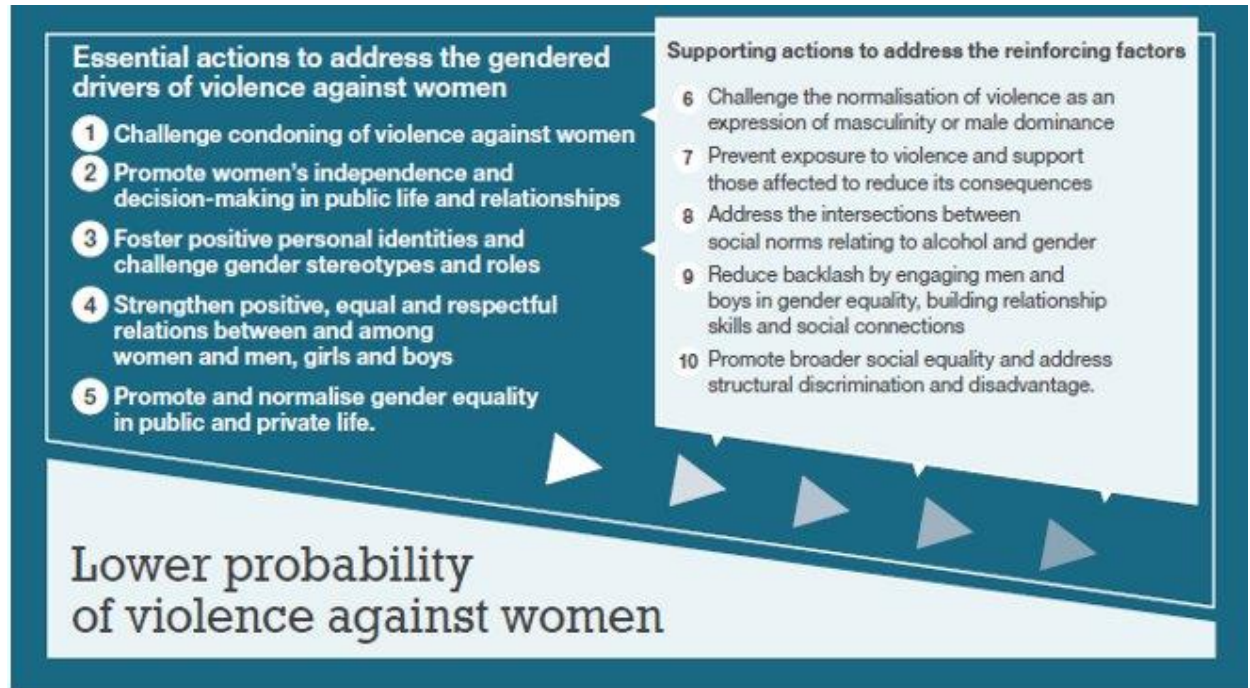 Essential actions to address the gendered
drivers of violence against women
1 Challenge condoning of violence against women
2 Promote women's independence and
decision-making in public life and relationships
3 Foster positive personal identities and
challenge gender stereotypes and roles
4 Strengthen positive, equal and respectful
relations between and among
women and men, girls and boys
5 Promote and normalise gender equality
in public and private life.
Supporting actions to address the reinforcing factors
6 Challenge the normalisation of violence as an
expression of masculinity or male dominance
7 Prevent exposure to violence and support
those affected to reduce its consequences
8 Address the intersections between
social norms relating to alcohol and gender
9 Reduce backlash by engaging men and
boys in gender equality, building relationship
skills and social connections
10 Promote broader social equality and address
structural discrimination and disadvantage.
Lower probability
of violence against women